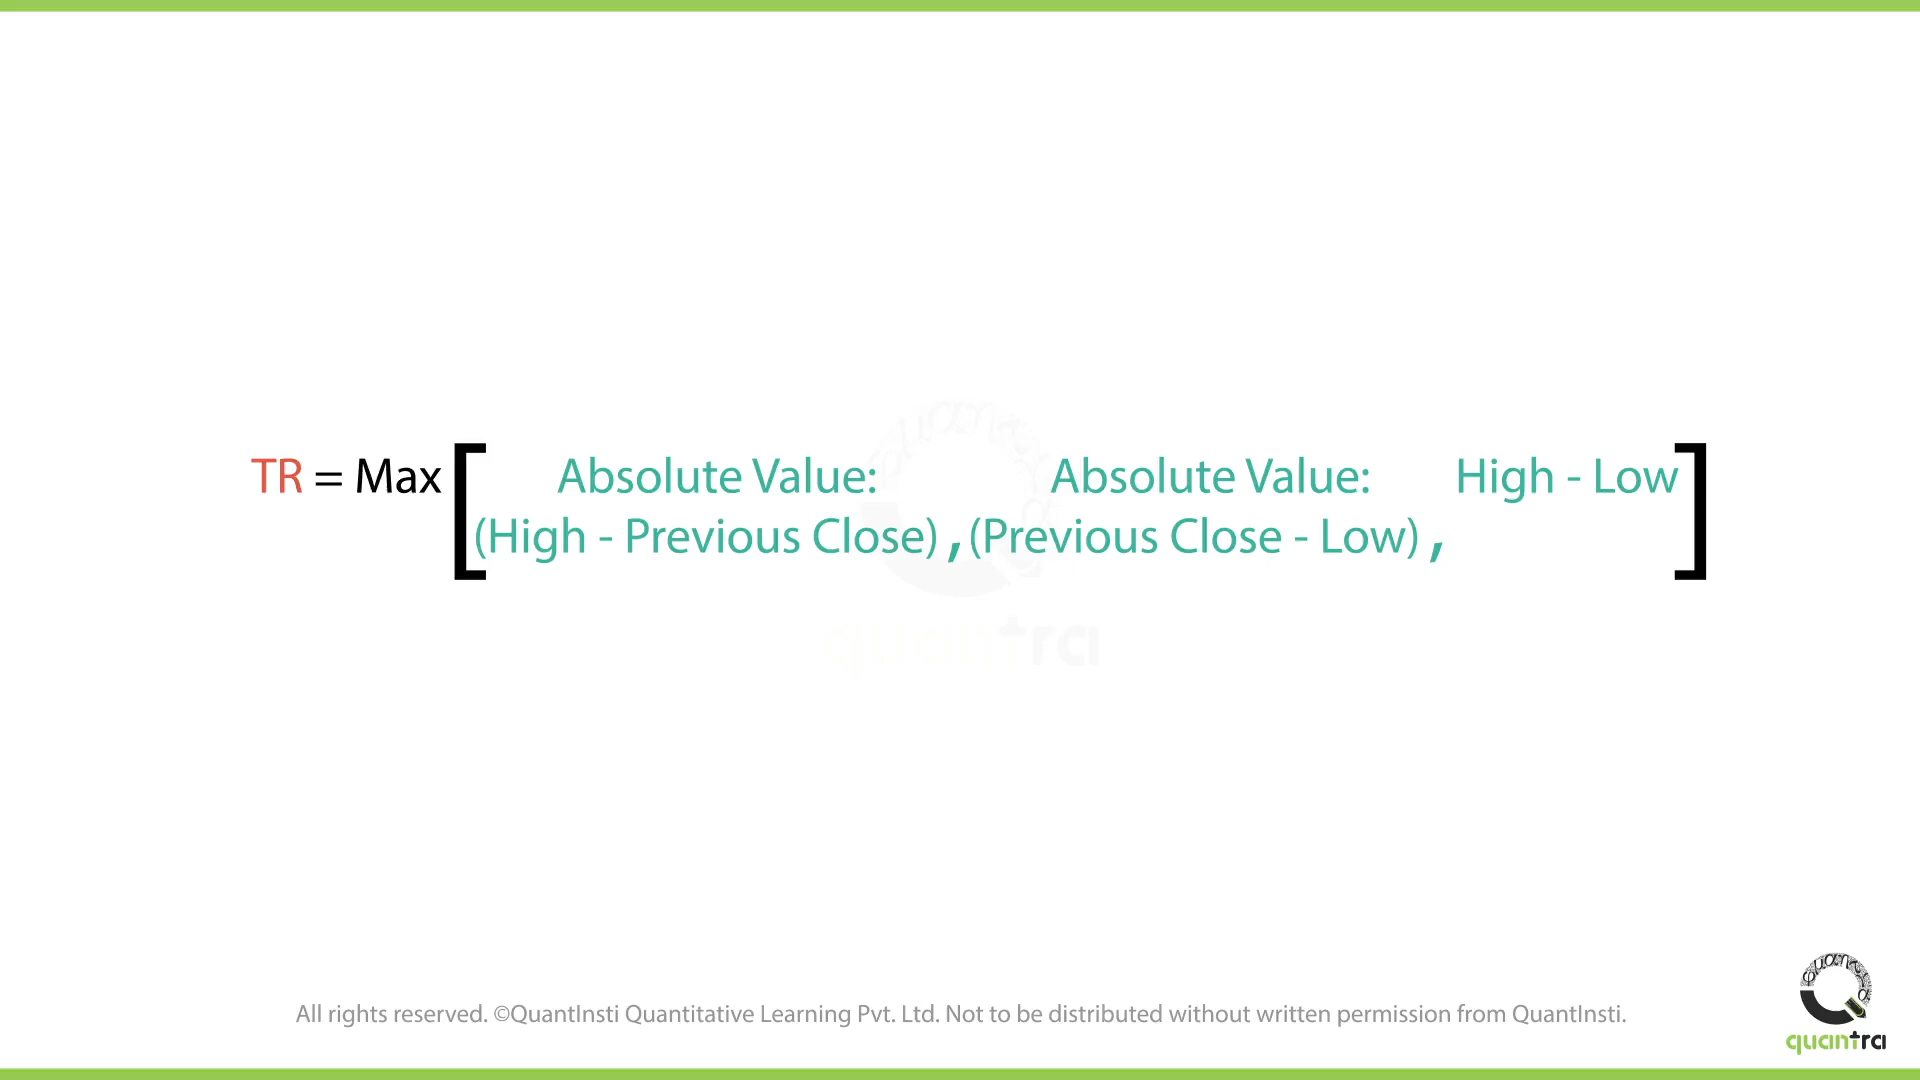 TR = Max [ Absolute Value: Absolute Value: High - Low ]
(High - Previous Close) , (Previous Close - Low) ,
quantra
All rights reserved. ©QuantInsti Quantitative Learning Pvt. Ltd. Not to be distributed without written permission from QuantInsti.
quantra